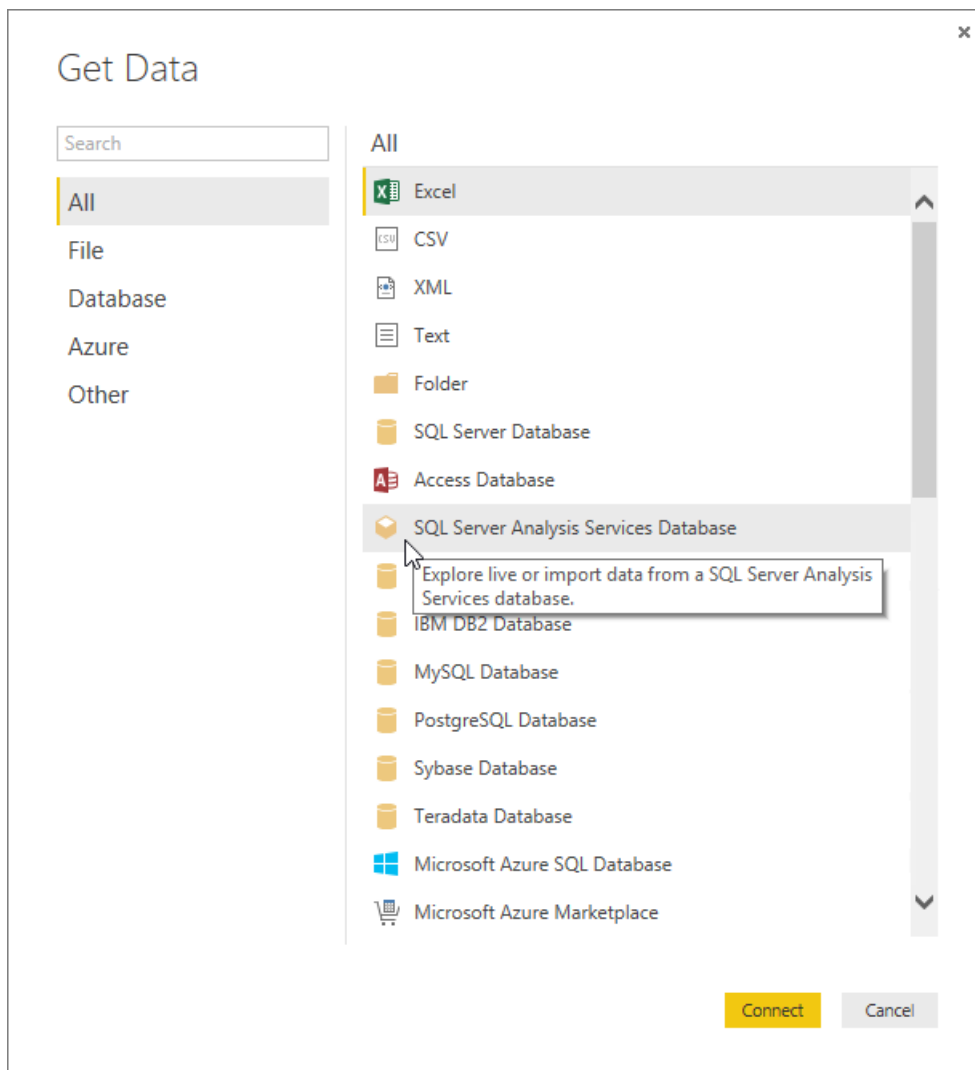 Get Data
Search
All
File
Database
Azure
Other
All
Excel
CSV
CSV
XML
Text
Folder
SQL Server Database
Access Database
SQL Server Analysis Services Database
Explore live or import data from a SQL Server Analysis
Services database.
IBM DB2 Database
MySQL Database
PostgreSQL Database
Sybase Database
Teradata Database
Microsoft Azure SQL Database
Microsoft Azure Marketplace
Connect
Cancel